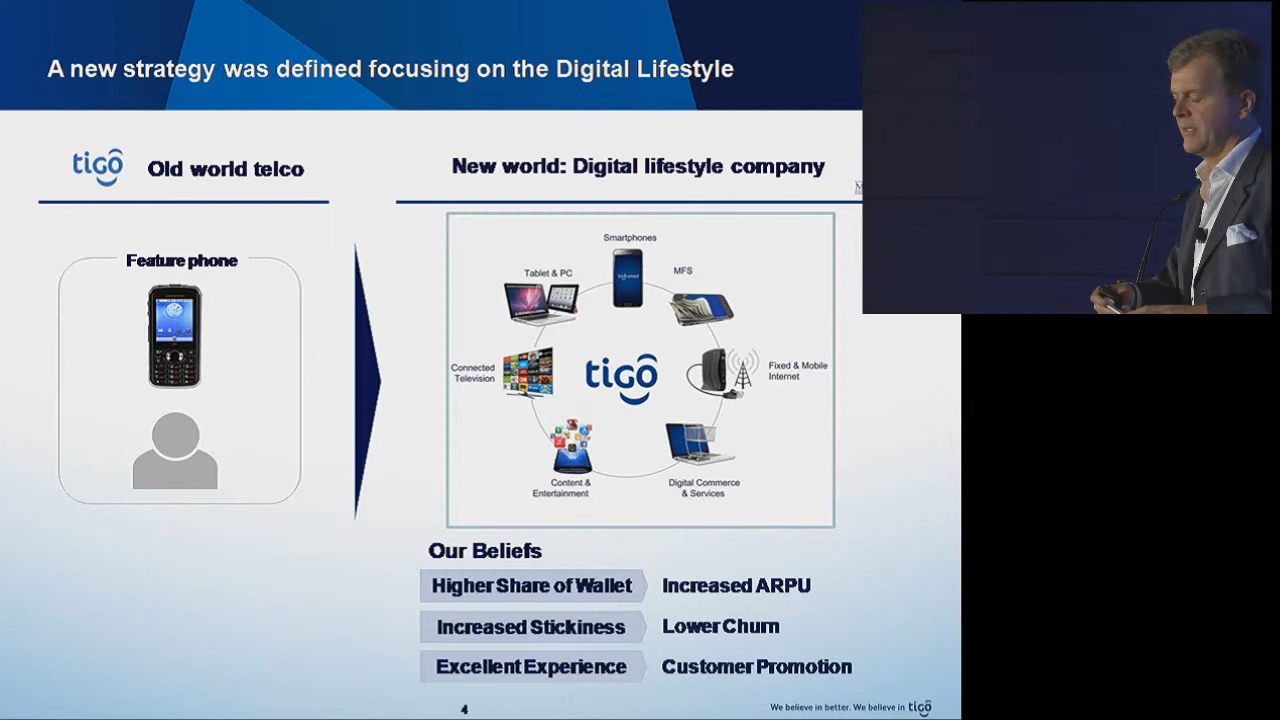 A new strategy was defined focusing on the Digital Lifestyle
tigo Old world telco
New world: Digital lifestyle company
Feature phone
Smartphones
Tablet & PC
MFS
Connected
Television
tigo
Fixed & Mobile
Internet
Content &
Entertainment
Digital Commerce
& Services
Our Beliefs
Higher Share of Wallet Increased ARPU
Increased Stickiness Lower Churn
Excellent Experience Customer Promotion
4
We believe in better. We believe in tigo